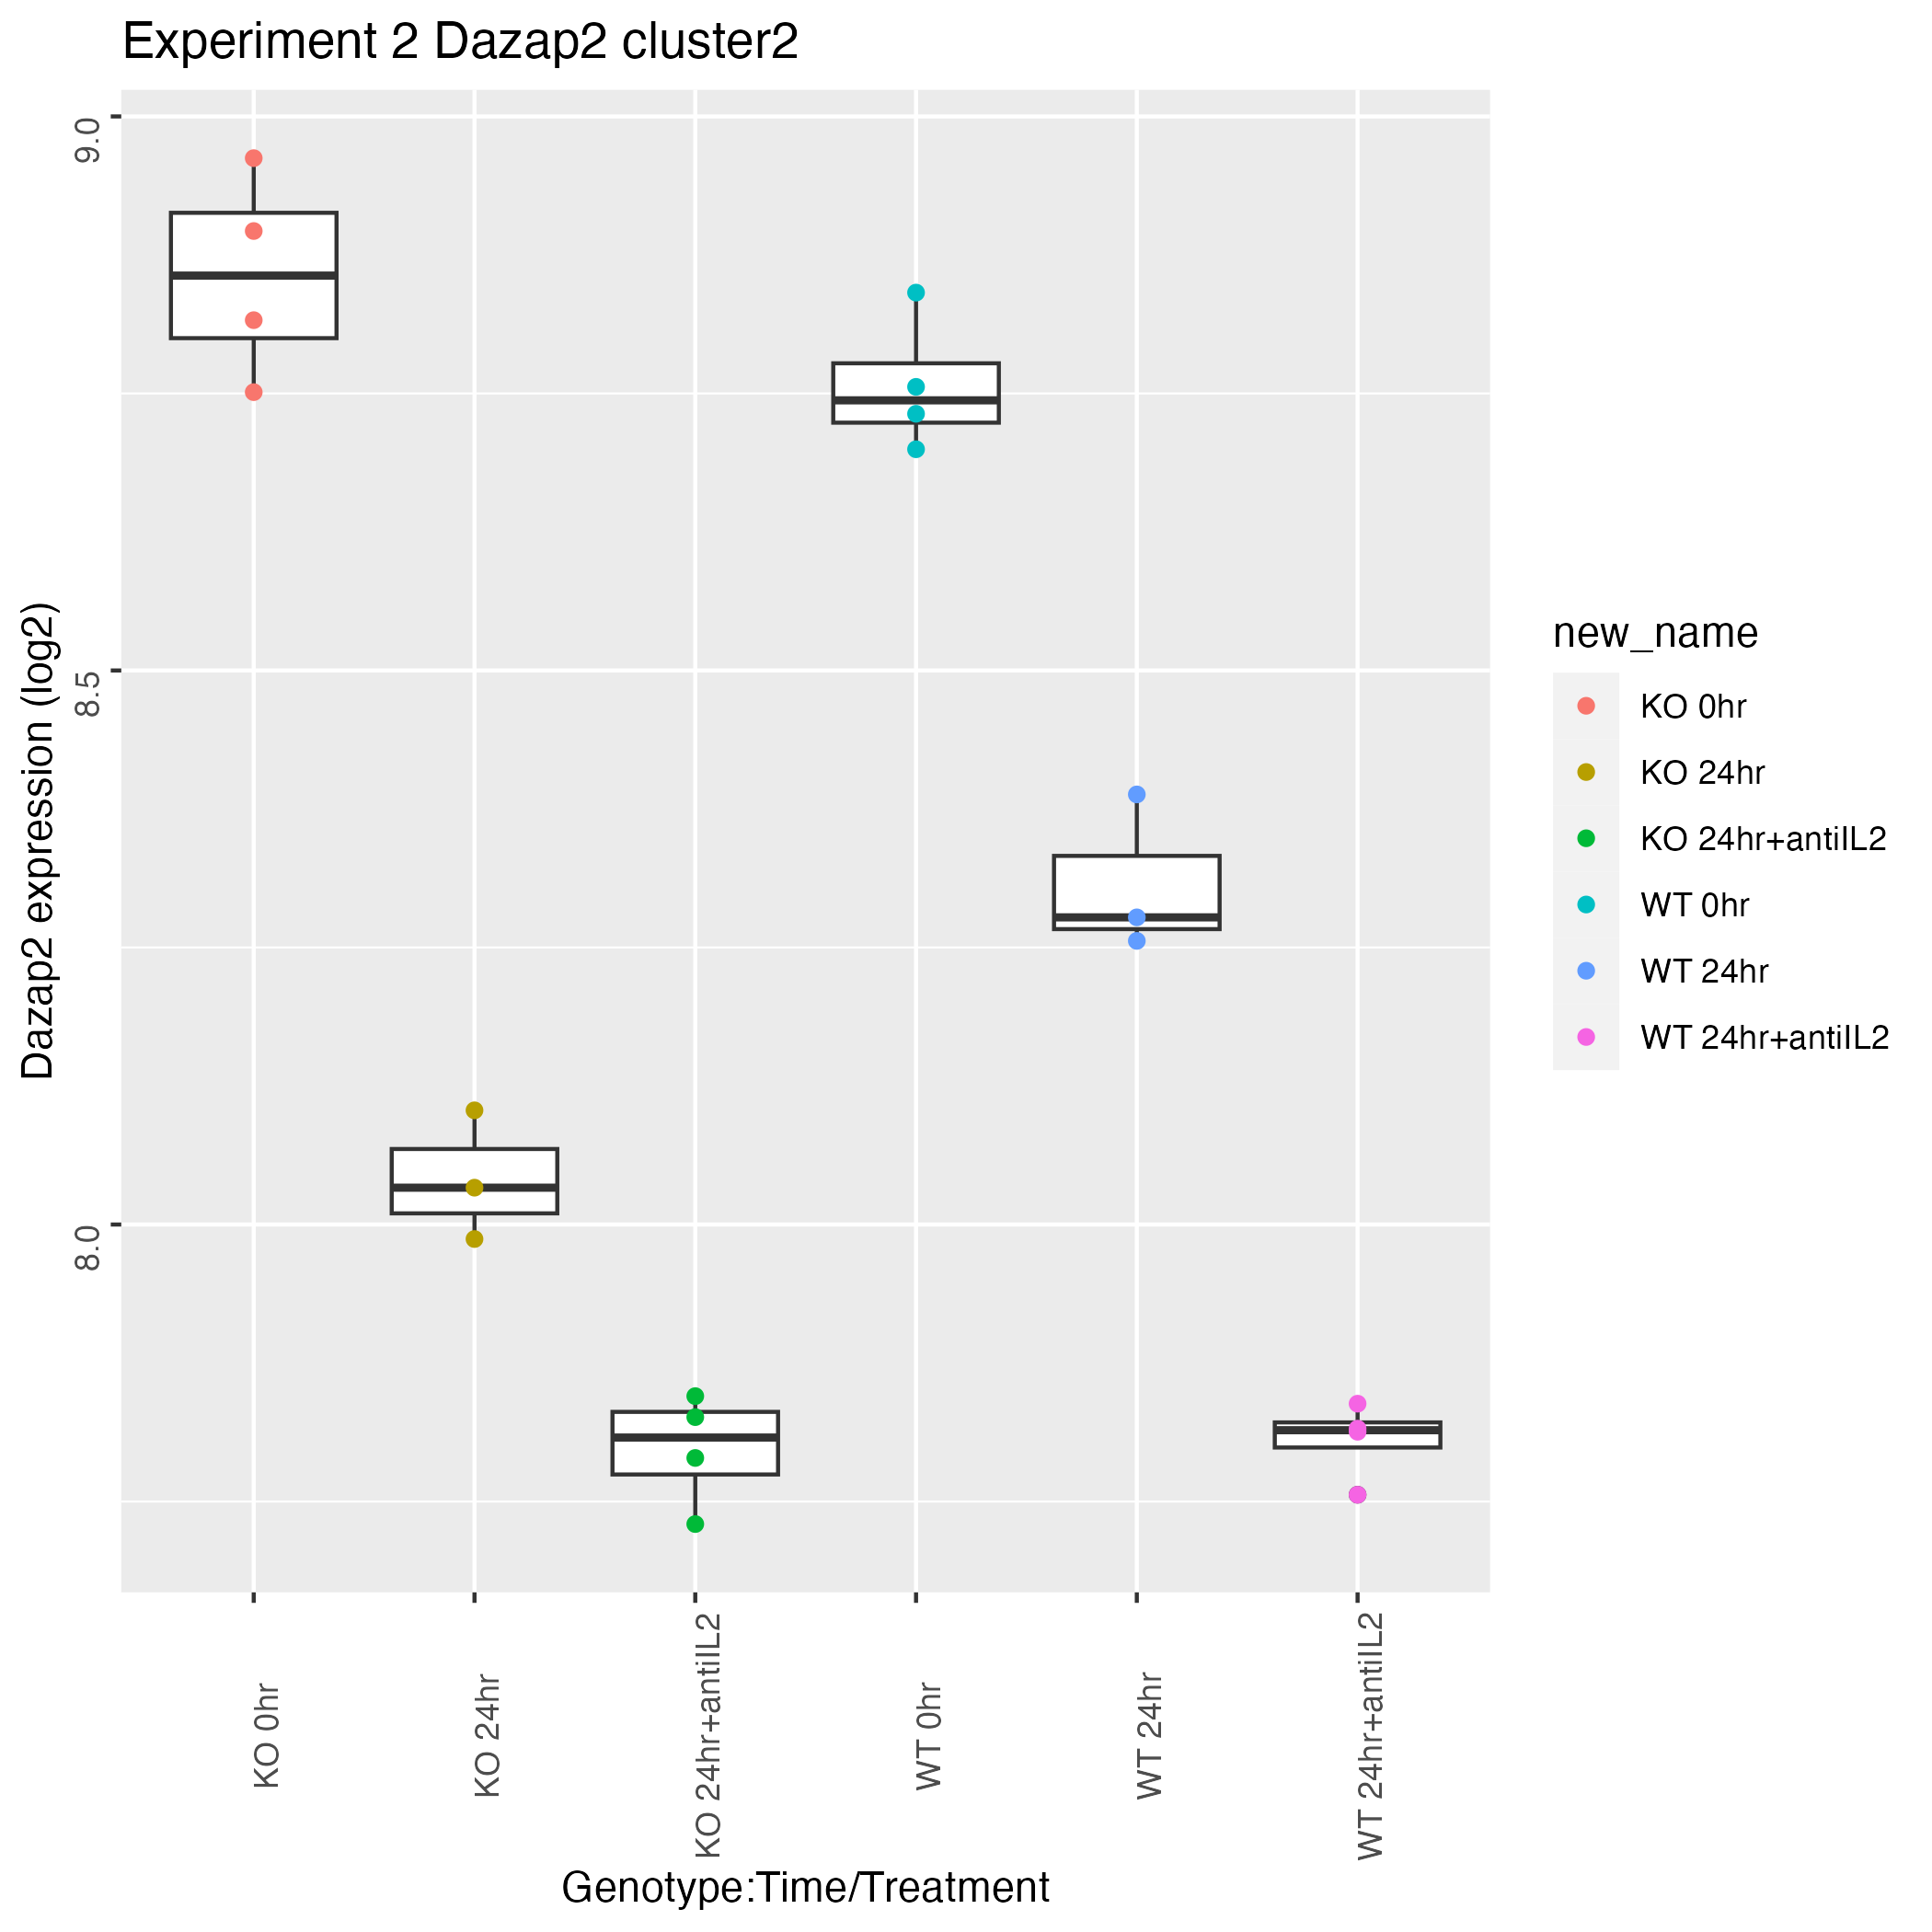 Experiment 2 Dazap2 cluster2
Dazap2 expression (log2)
9.0
8.5
8.0
KO 0hr
KO 24hr
KO 24hr+antiIL2
WT 0hr
WT 24hr
WT 24hr+antiIL2
Genotype:Time/Treatment
new_name
KO 0hr
KO 24hr
KO 24hr+antiIL2
WT 0hr
WT 24hr
WT 24hr+antiIL2